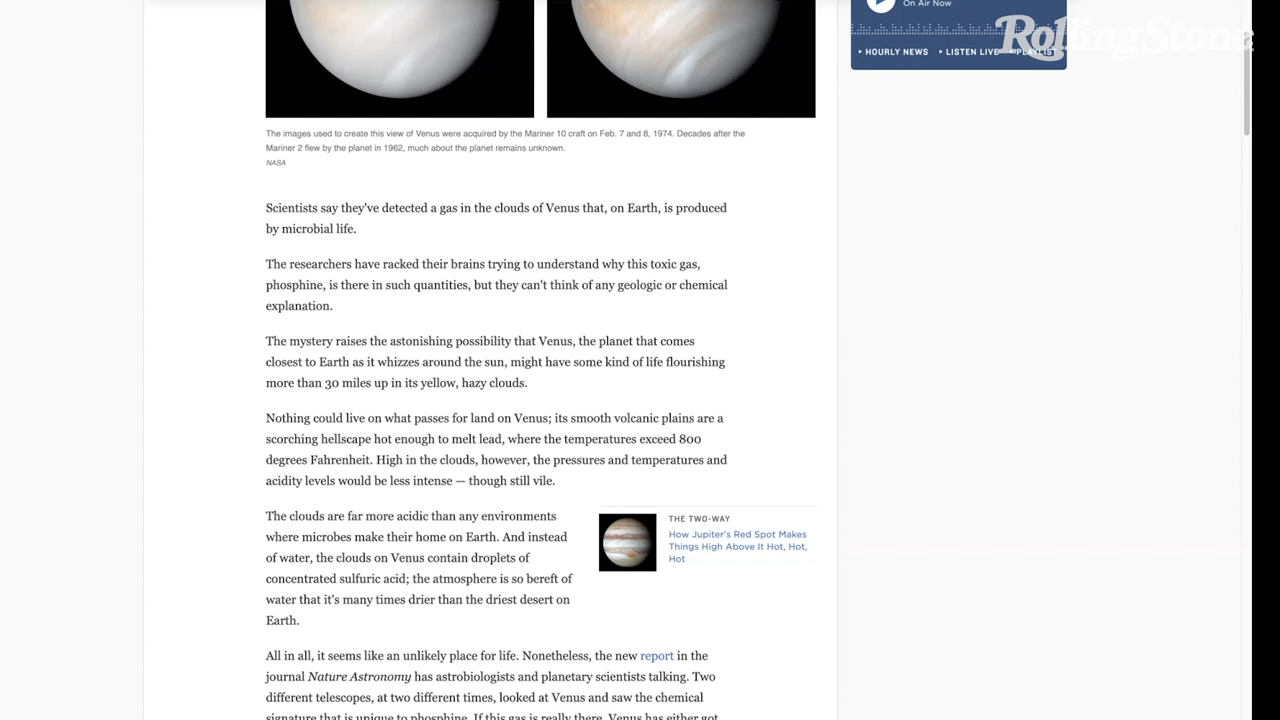 On Air Now
RollingStone
HOURLY NEWS LISTEN LIVE PLAYLIST
The images used to create this view of Venus were acquired by the Mariner 10 craft on Feb. 7 and 8, 1974. Decades after the
Mariner 2 flew by the planet in 1962, much about the planet remains unknown.
NASA
Scientists say they've detected a gas in the clouds of Venus that, on Earth, is produced
by microbial life.
The researchers have racked their brains trying to understand why this toxic gas,
phosphine, is there in such quantities, but they can't think of any geologic or chemical
explanation.
The mystery raises the astonishing possibility that Venus, the planet that comes
closest to Earth as it whizzes around the sun, might have some kind of life flourishing
more than 30 miles up in its yellow, hazy clouds.
Nothing could live on what passes for land on Venus; its smooth volcanic plains are a
scorching hellscape hot enough to melt lead, where the temperatures exceed 800
degrees Fahrenheit. High in the clouds, however, the pressures and temperatures and
acidity levels would be less intense — though still vile.
The clouds are far more acidic than any environments
where microbes make their home on Earth. And instead
of water, the clouds on Venus contain droplets of
concentrated sulfuric acid; the atmosphere is so bereft of
water that it's many times drier than the driest desert on
Earth.
THE TWO-WAY
How Jupiter's Red Spot Makes
Things High Above It Hot, Hot,
Hot
All in all, it seems like an unlikely place for life. Nonetheless, the new report in the
journal Nature Astronomy has astrobiologists and planetary scientists talking. Two
different telescopes, at two different times, looked at Venus and saw the chemical
signature that is unique to phosphine. If this gas is really there, Venus has either got